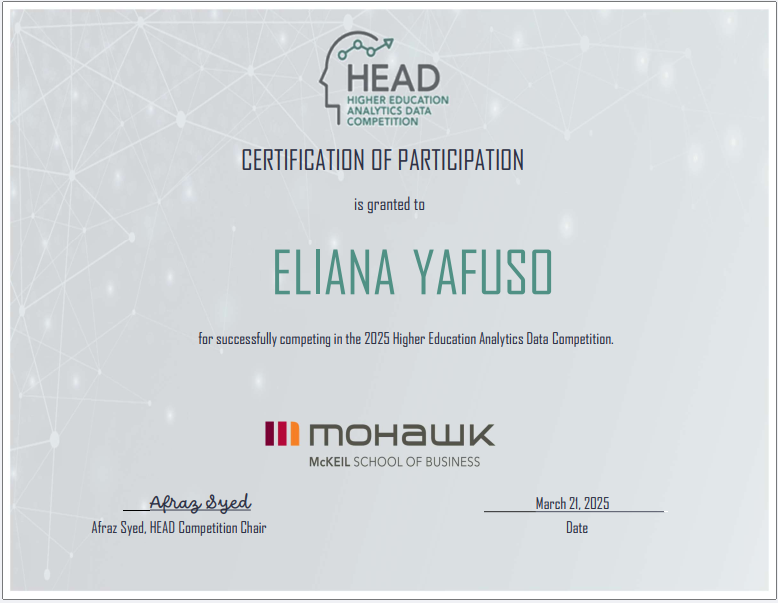 HEAD
HIGHER EDUCATION
ANALYTICS DATA
COMPETITION
CERTIFICATION OF PARTICIPATION
is granted to
ELIANA YAFUSO
for successfully competing in the 2025 Higher Education Analytics Data Competition.
mohawk
McKEIL SCHOOL OF BUSINESS
Afraz Syed
March 21, 2025
Afraz Syed, HEAD Competition Chair
Date